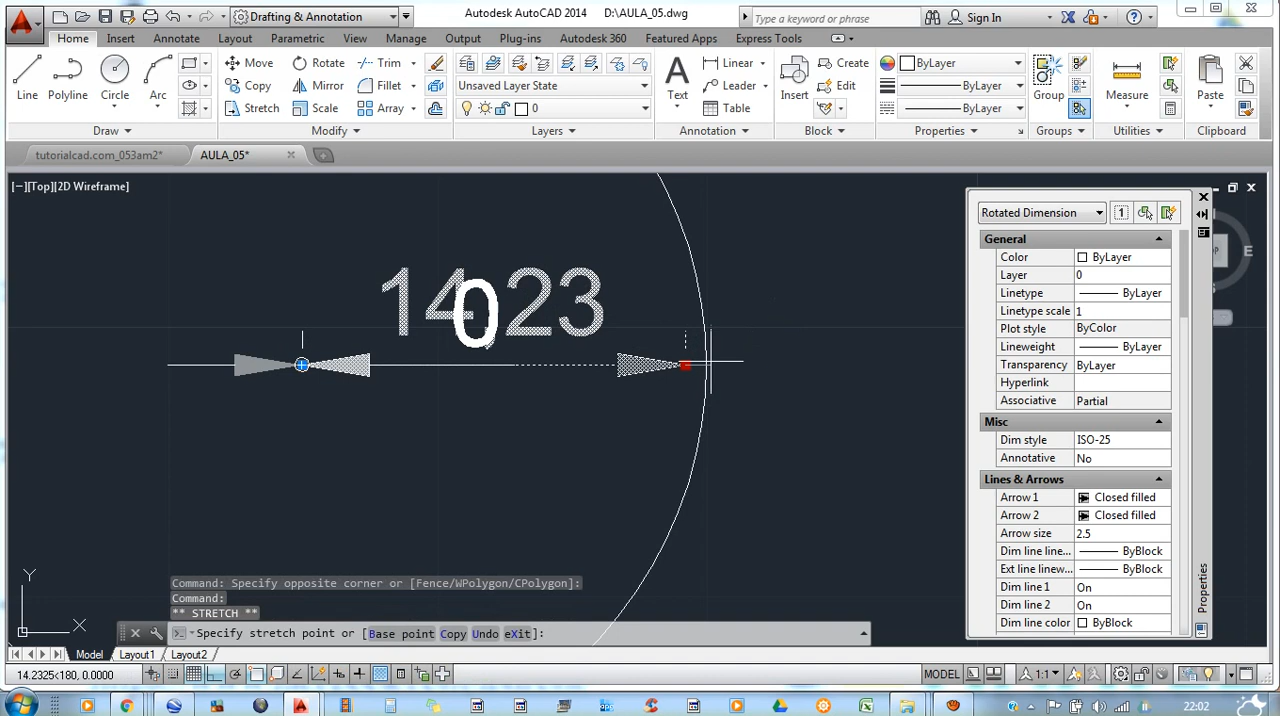 Drafting & Annotation
Autodesk AutoCAD 2014 D:\AULA_05.dwg
Type a keyword or phrase
Sign In
Home Insert Annotate Layout Parametric View Manage Output Plug-ins Autodesk 360 Featured Apps Express Tools
Line Polyline Circle Arc
Move Rotate Trim
Copy Mirror Fillet
Stretch Scale Array
Unsaved Layer State
0
Text
Linear
Leader
Table
Insert
Create
Edit
ByLayer
ByLayer
ByLayer
Group
Measure
Paste
Draw Modify Layers Annotation Block Properties Groups Utilities Clipboard
tutorialcad.com_053am2* AULA_05*
[−][Top][2D Wireframe]
14 23
0
E
Rotated Dimension
General
Color ByLayer
Layer 0
Linetype ByLayer
Linetype scale 1
Plot style ByColor
Lineweight ByLayer
Transparency ByLayer
Hyperlink
Associative Partial
Misc
Dim style ISO-25
Annotative No
Lines & Arrows
Arrow 1 Closed filled
Arrow 2 Closed filled
Arrow size 2.5
Dim line line... ByBlock
Ext line linew... ByBlock
Dim line 1 On
Dim line 2 On
Dim line color ByBlock
Properties
Y
X
Command: Specify opposite corner or [Fence/WPolygon/CPolygon]:
Command:
** STRETCH **
Specify stretch point or [Base point Copy Undo eXit]:
Model Layout1 Layout2
14.2325<180, 0.0000
MODEL
1:1
22:02